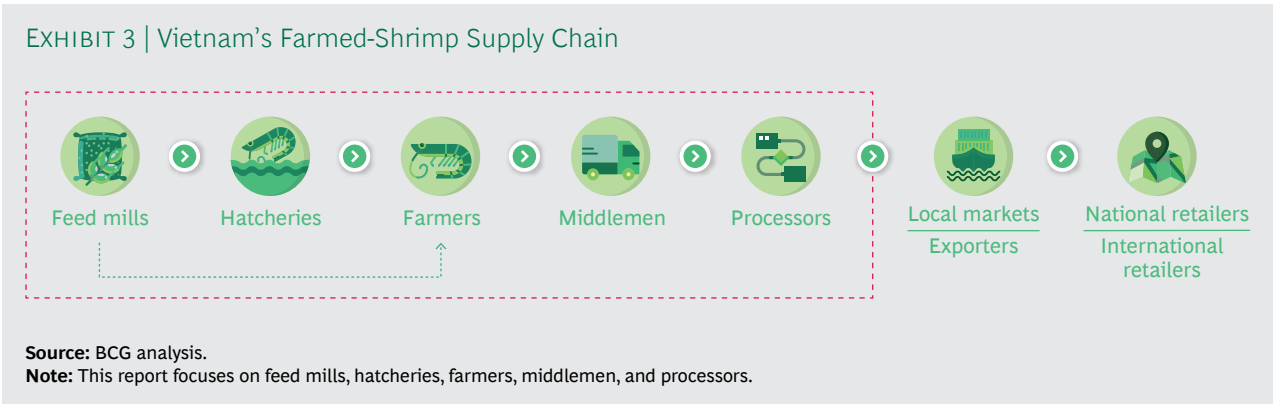 EXHIBIT 3 | Vietnam's Farmed-Shrimp Supply Chain
Feed mills
Hatcheries
Farmers
Middlemen
Processors
Local markets
Exporters
National retailers
International
retailers
Source: BCG analysis.
Note: This report focuses on feed mills, hatcheries, farmers, middlemen, and processors.